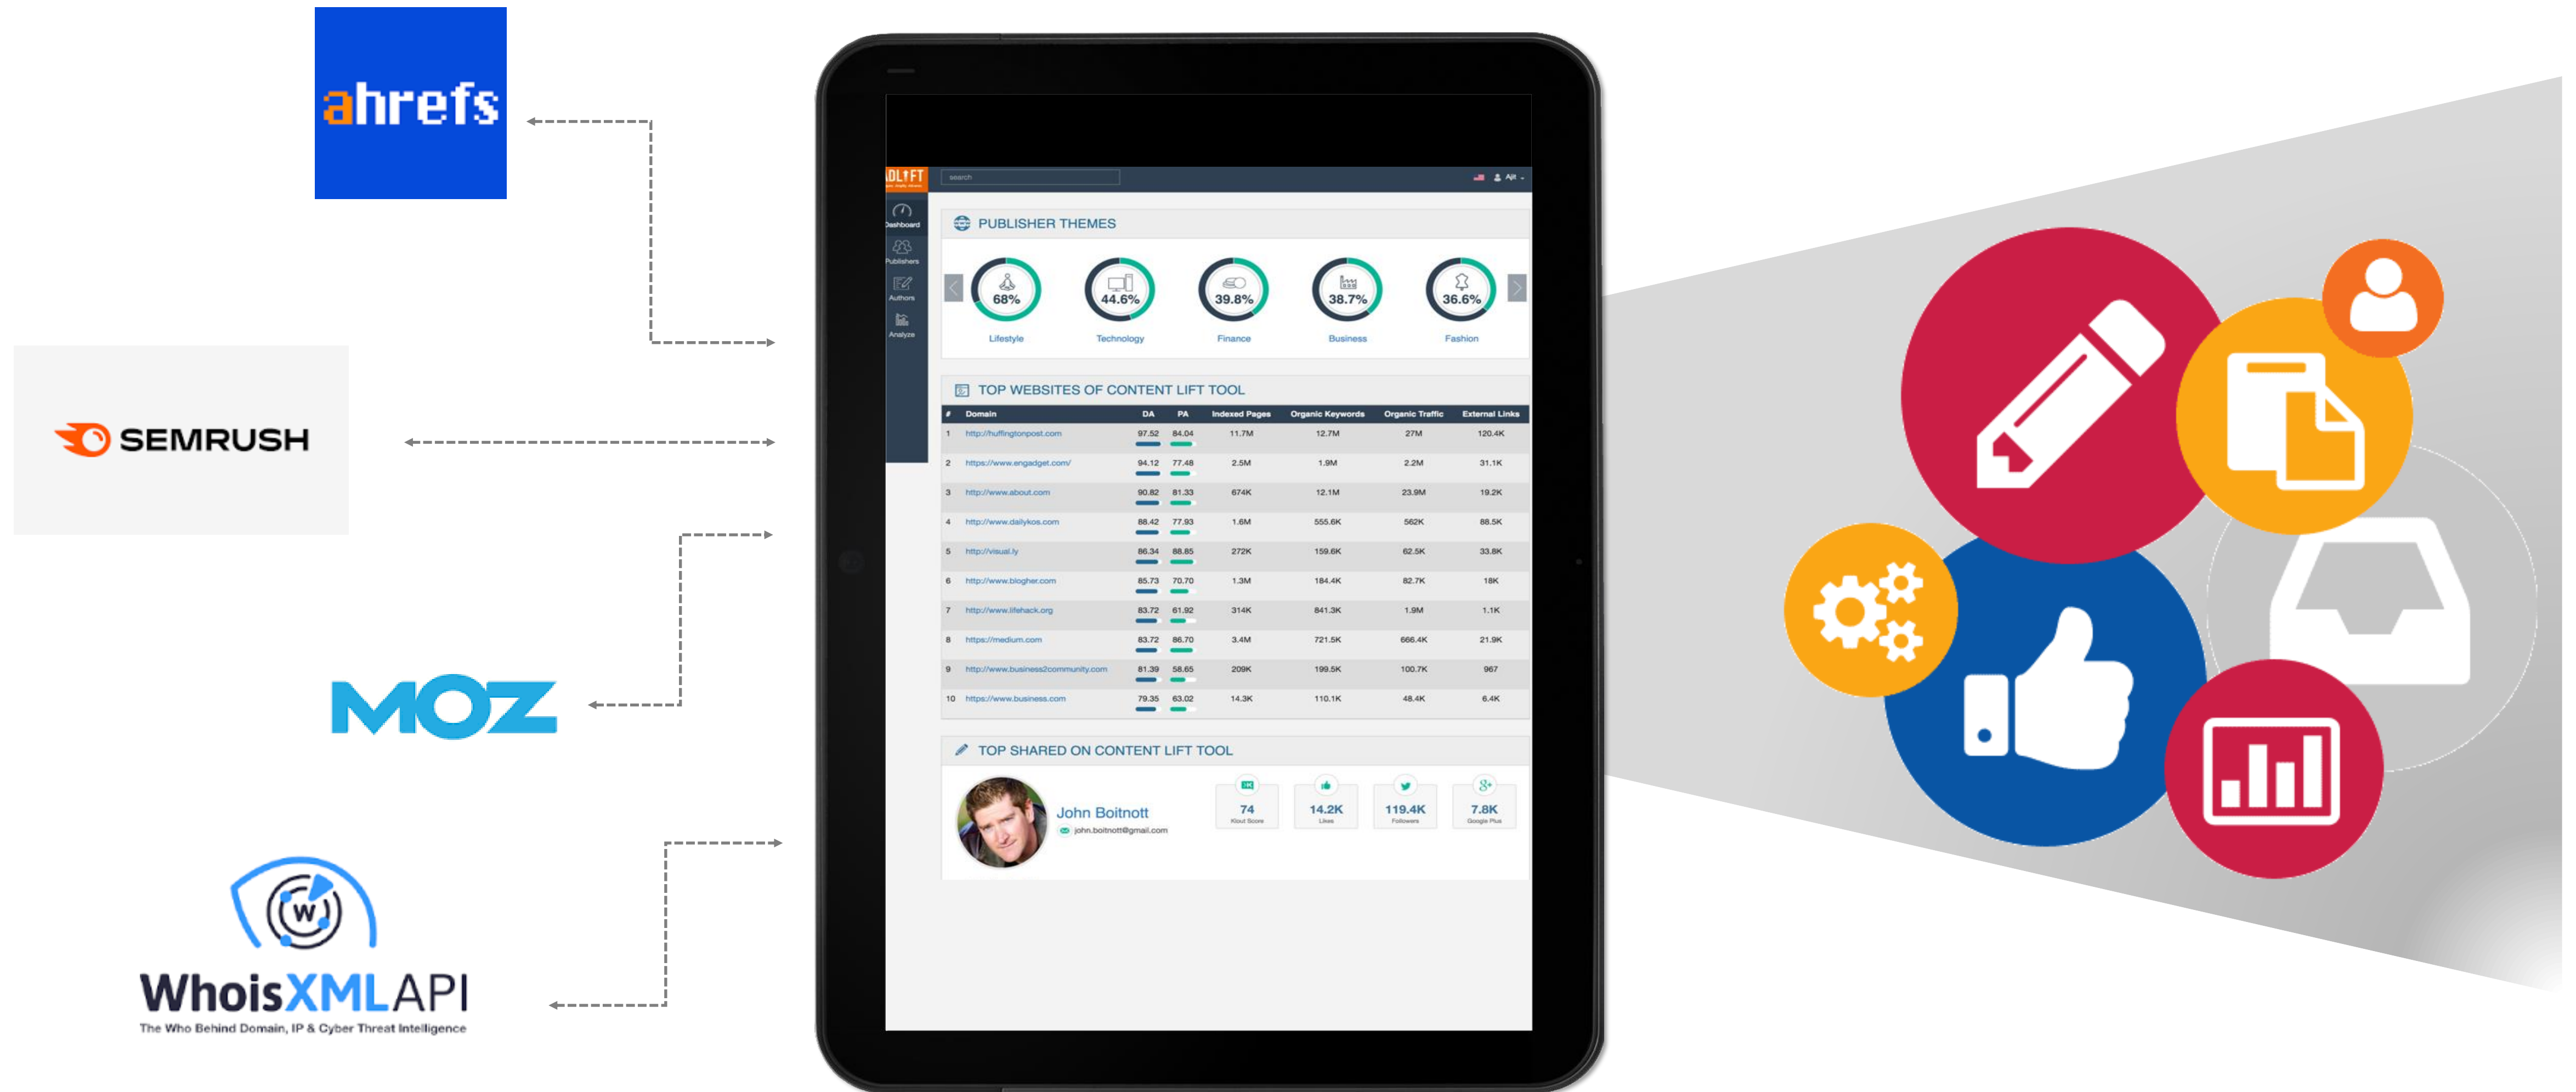 ahrefs
SEMRUSH
MOZ
W
WhoisXMLAPI
The Who Behind Domain, IP & Cyber Threat Intelligence
search
Ajit
Dashboard
Publishers
Authors
Analyze
PUBLISHER THEMES
68% 44.6% 39.8% 38.7% 36.6%
Lifestyle Technology Finance Business Fashion
TOP WEBSITES OF CONTENT LIFT TOOL
# Domain DA PA Indexed Pages Organic Keywords Organic Traffic External Links
1 http://huffingtonpost.com 97.52 84.04 11.7M 12.7M 27M 120.4K
2 https://www.engadget.com/ 94.12 77.48 2.5M 1.9M 2.2M 31.1K
3 http://www.about.com 90.82 81.33 674K 12.1M 23.9M 19.2K
4 http://www.dailykos.com 88.42 77.93 1.6M 555.6K 562K 88.5K
5 http://visual.ly 86.34 88.85 272K 159.6K 62.5K 33.8K
6 http://www.blogher.com 85.73 70.70 1.3M 184.4K 82.7K 18K
7 http://www.lifehack.org 83.72 61.92 314K 841.3K 1.9M 1.1K
8 https://medium.com 83.72 86.70 3.4M 721.5K 666.4K 21.9K
9 http://www.business2community.com 81.39 58.65 209K 199.5K 100.7K 967
10 https://www.business.com 79.35 63.02 14.3K 110.1K 48.4K 6.4K
TOP SHARED ON CONTENT LIFT TOOL
John Boitnott
john.boitnott@gmail.com
74 14.2K 119.4K 7.8K
Klout Score Likes Followers Google Plus